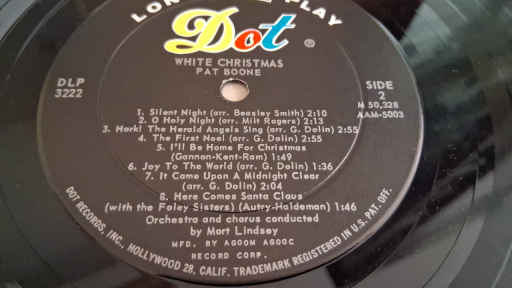 LON PLAY
Dot ®
WHITE CHRISTMAS
PAT BOONE
DLP
3222
SIDE
2
M 50,328
AAM-5003
1. Silent Night (arr. Beasley Smith) 2:10
2. O Holy Night (arr. Milt Rogers) 2:13
3. Hark! The Herald Angels Sing (arr. G. Dolin) 2:55
4. The First Noel (arr. G. Dolin) 2:55
5. I'll Be Home For Christmas
(Gannon-Kent-Ram) 1:49
6. Joy To The World (arr. G. Dolin) 1:36
7. It Came Upon A Midnight Clear
(arr. G. Dolin) 2:04
8. Here Comes Santa Claus
(with the Foley Sisters) (Autry-Haldeman) 1:46
Orchestra and chorus conducted
by Mort Lindsey
MFD. BY
RECORD CORP.
DOT RECORDS, INC., HOLLYWOOD 28, CALIF. TRADEMARK REGISTERED IN U.S. PAT. OFF.